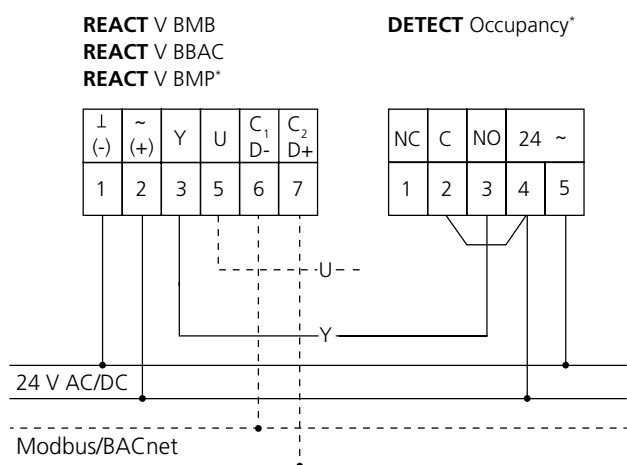 REACT V BMB
REACT V BBAC
REACT V BMP*
DETECT Occupancy*
⊥ ~ Y U C1 C2
(-) (+) D- D+
1 2 3 5 6 7
NC C NO 24 ~
1 2 3 4 5
U
Y
24 V AC/DC
Modbus/BACnet